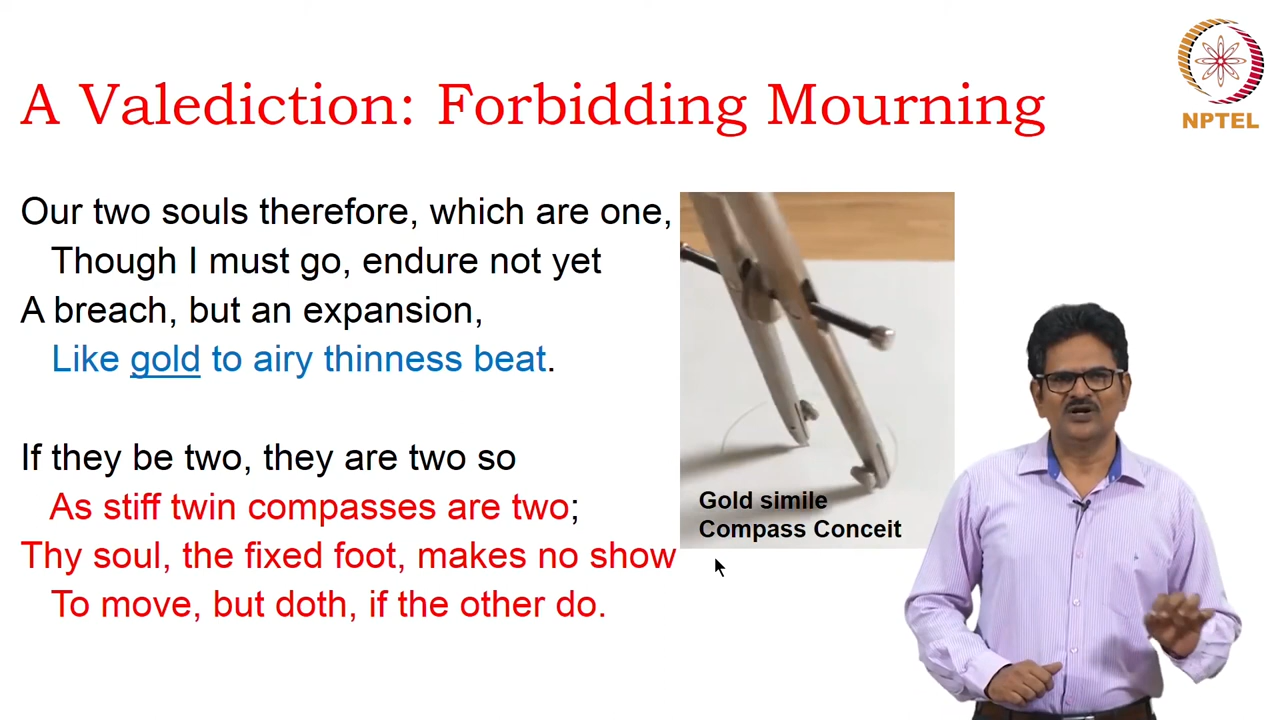 A Valediction: Forbidding Mourning
NPTEL
Our two souls therefore, which are one,
Though I must go, endure not yet
A breach, but an expansion,
Like gold to airy thinness beat.
If they be two, they are two so
As stiff twin compasses are two;
Thy soul, the fixed foot, makes no show
To move, but doth, if the other do.
Gold simile
Compass Conceit